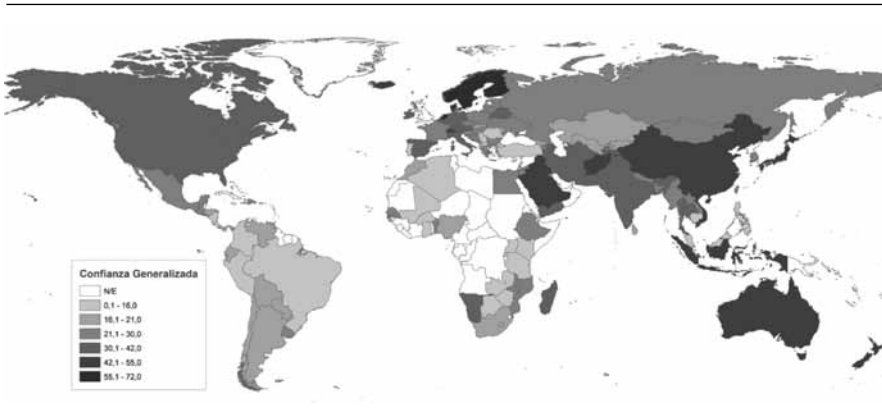 Confianza Generalizada
N/E
0,1 - 16,0
16,1 - 21,0
21,1 - 30,0
30,1 - 42,0
42,1 - 55,0
55,1 - 72,0